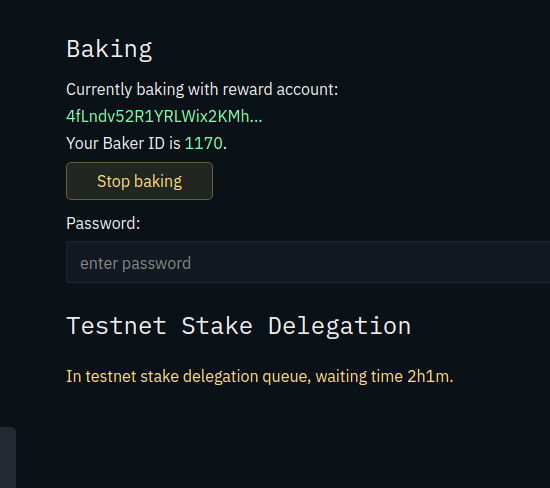 Baking
Currently baking with reward account:
4fLndv52R1YRLWix2KMh...
Your Baker ID is 1170.
Stop baking
Password:
enter password
Testnet Stake Delegation
In testnet stake delegation queue, waiting time 2h1m.